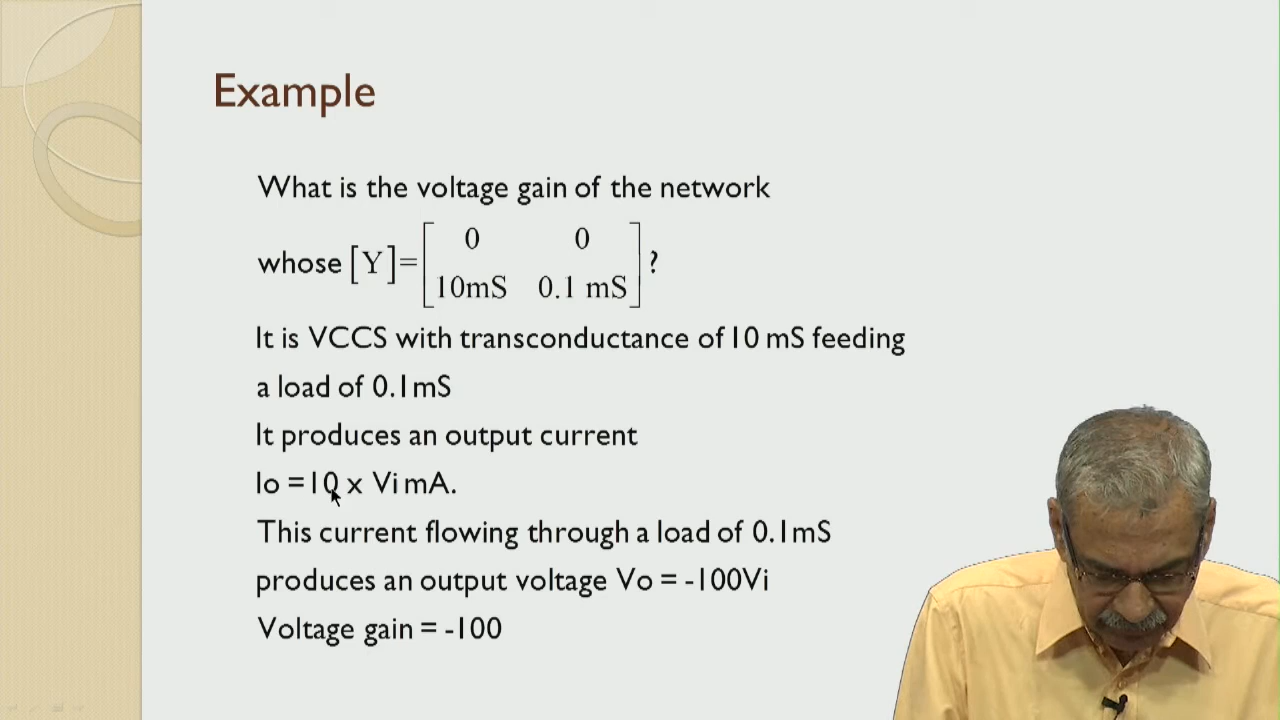 Example
What is the voltage gain of the network
whose [Y]=[0 0
10mS 0.1 mS] ?
It is VCCS with transconductance of 10 mS feeding
a load of 0.1mS
It produces an output current
Io =10 x Vi mA.
This current flowing through a load of 0.1mS
produces an output voltage Vo = -100Vi
Voltage gain = -100